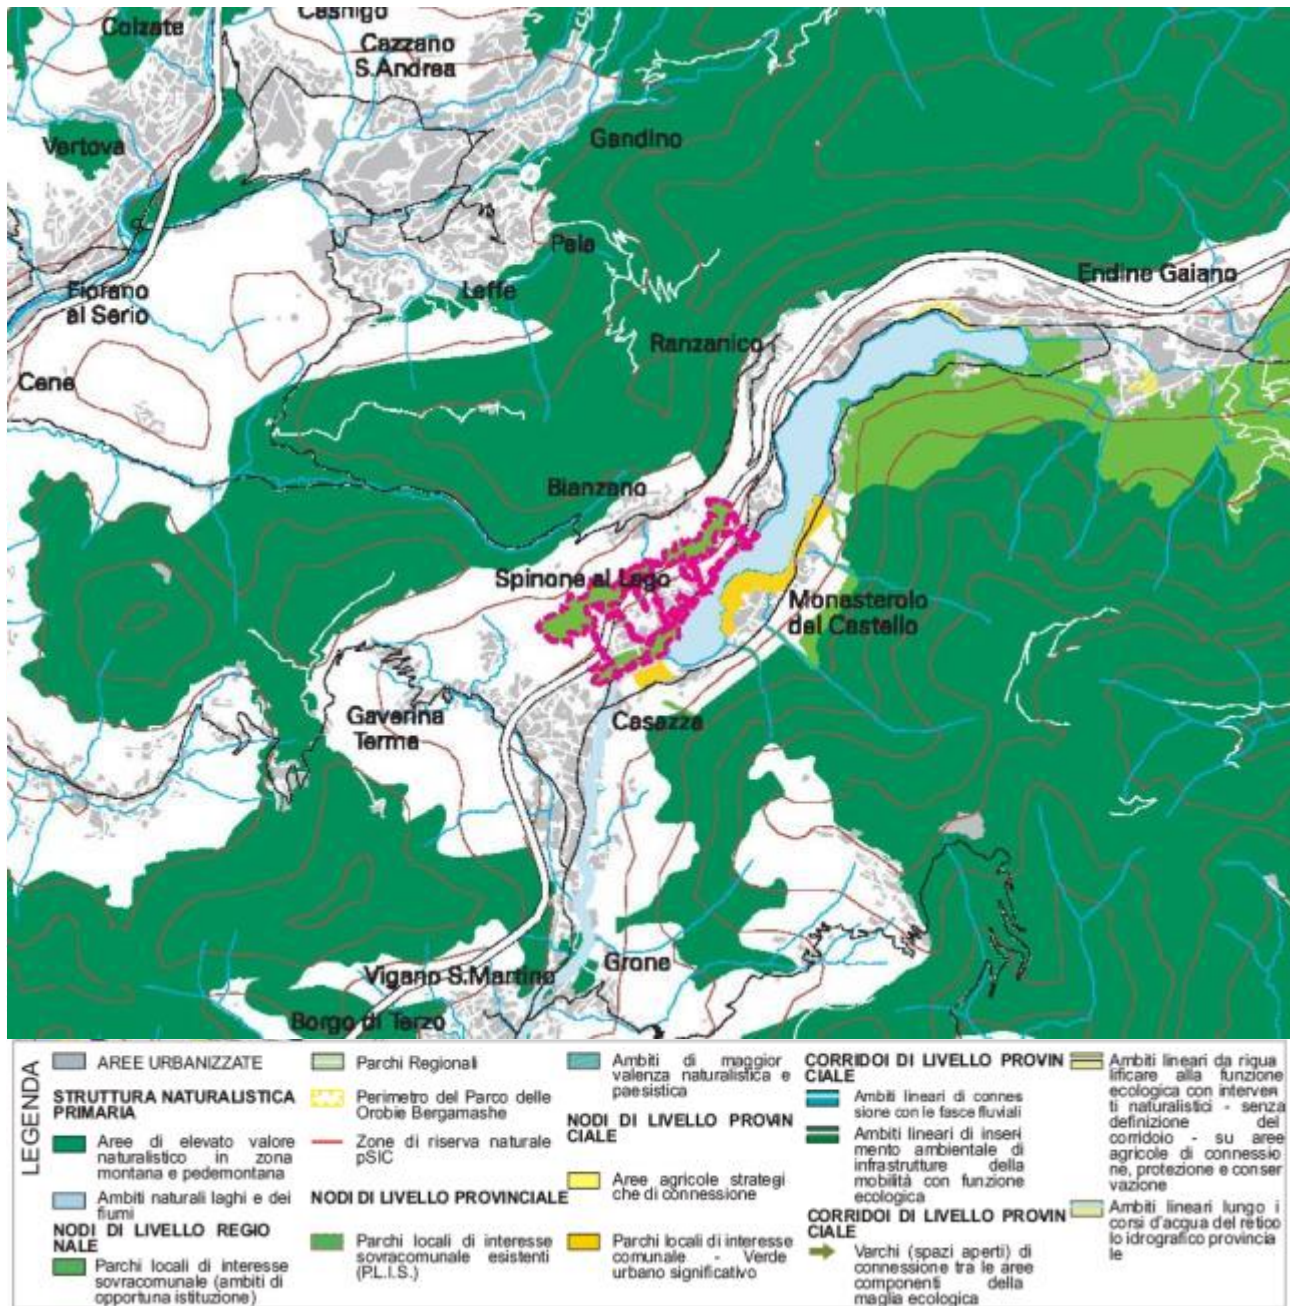 Casnigo
Colzate
Cazzano
S.Andrea
Vertova
Gandino
Peia
Endine Gaiano
Fiorano
al Serio
Leffe
Ranzanico
Cene
Bianzano
Spinone al Lago
Monasterolo
del Castello
Gaverina
Terme
Casazza
Vigano S.Martino
Grone
Borgo di Terzo
LEGENDA
AREE URBANIZZATE
STRUTTURA NATURALISTICA
PRIMARIA
Aree di elevato valore
naturalistico in zona
montana e pedemontana
Ambiti naturali laghi e dei
fiumi
NODI DI LIVELLO REGIO
NALE
Parchi locali di interesse
sovracomunale (ambiti di
opportuna istituzione)
Parchi Regionali
Perimetro del Parco delle
Orobie Bergamashe
Zone di riserva naturale
pSIC
NODI DI LIVELLO PROVINCIALE
Parchi locali di interesse
sovracomunale esistenti
(P.L.I.S.)
Ambiti di maggior
valenza naturalistica e
paesistica
NODI DI LIVELLO PROVIN
CIALE
Aree agricole strategi
che di connessione
Parchi locali di interesse
comunale - Verde
urbano significativo
CORRIDOI DI LIVELLO PROVIN
CIALE
Ambiti lineari di connes
sione con le fasce fluviali
Ambiti lineari di inseri
mento ambientale di
infrastrutture della
mobilità con funzione
ecologica
CORRIDOI DI LIVELLO PROVIN
CIALE
Varchi (spazi aperti) di
connessione tra le aree
componenti della
maglia ecologica
Ambiti lineari da riqua
lificare alla funzione
ecologica con interven
ti naturalistici - senza
definizione del
corridoio - su aree
agricole di connessio
ne, protezione e conser
vazione
Ambiti lineari lungo i
corsi d'acqua del retico
lo idrografico provincia
le